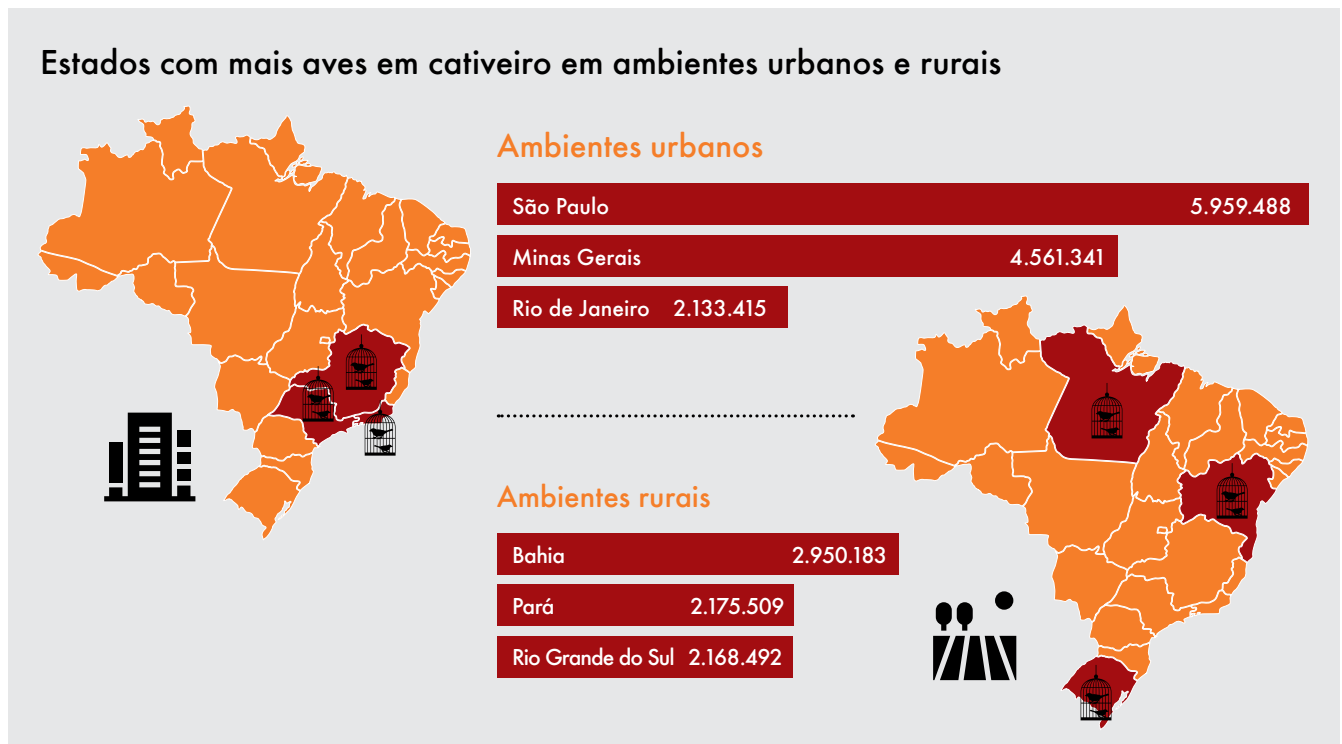 Estados com mais aves em cativeiro em ambientes urbanos e rurais
Ambientes urbanos
São Paulo 5.959.488
Minas Gerais 4.561.341
Rio de Janeiro 2.133.415
Ambientes rurais
Bahia 2.950.183
Pará 2.175.509
Rio Grande do Sul 2.168.492